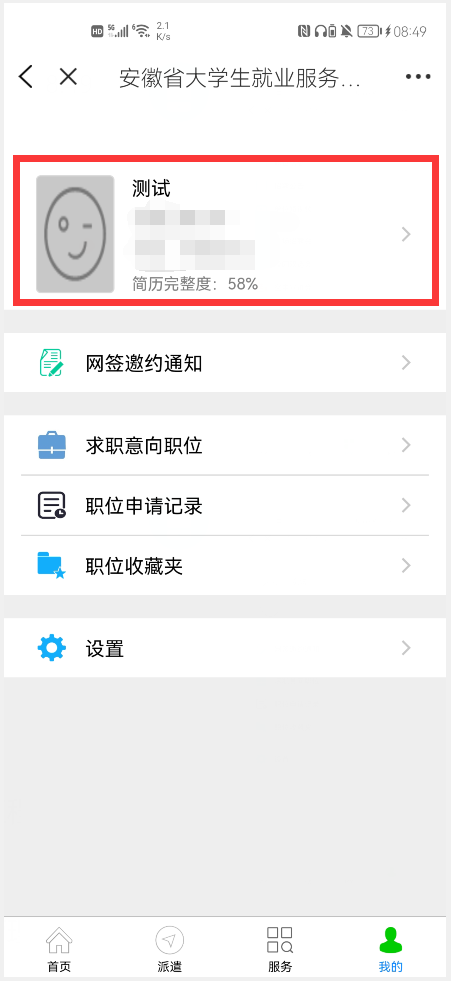 HD 5G 6 2.1 K/s 73 08:49
安徽省大学生就业服务...
测试
简历完整度：58%
网签邀约通知
求职意向职位
职位申请记录
职位收藏夹
设置
首页 派遣 服务 我的